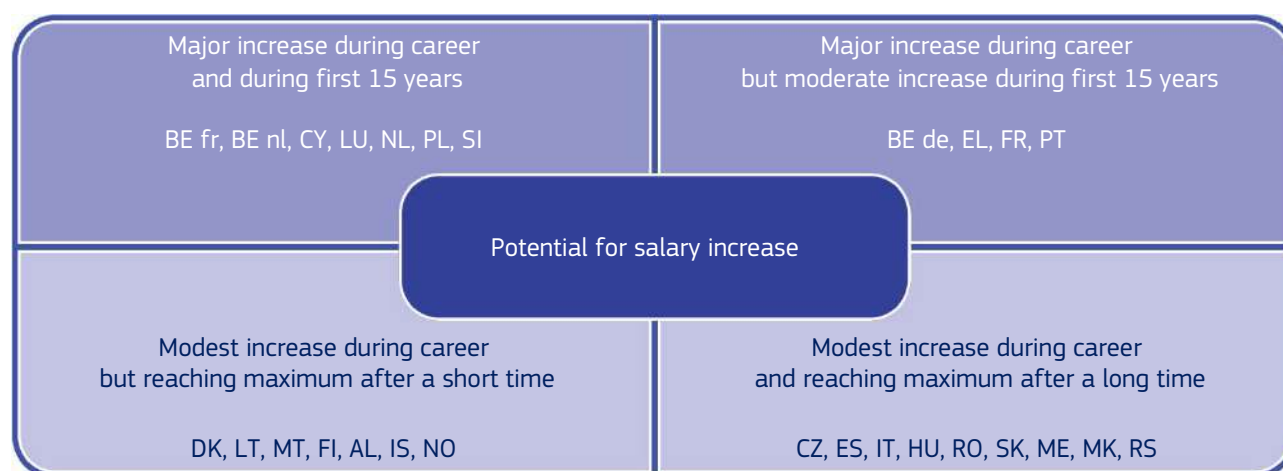 Major increase during career
and during first 15 years
BE fr, BE nl, CY, LU, NL, PL, SI
Major increase during career
but moderate increase during first 15 years
BE de, EL, FR, PT
Potential for salary increase
Modest increase during career
but reaching maximum after a short time
DK, LT, MT, FI, AL, IS, NO
Modest increase during career
and reaching maximum after a long time
CZ, ES, IT, HU, RO, SK, ME, MK, RS